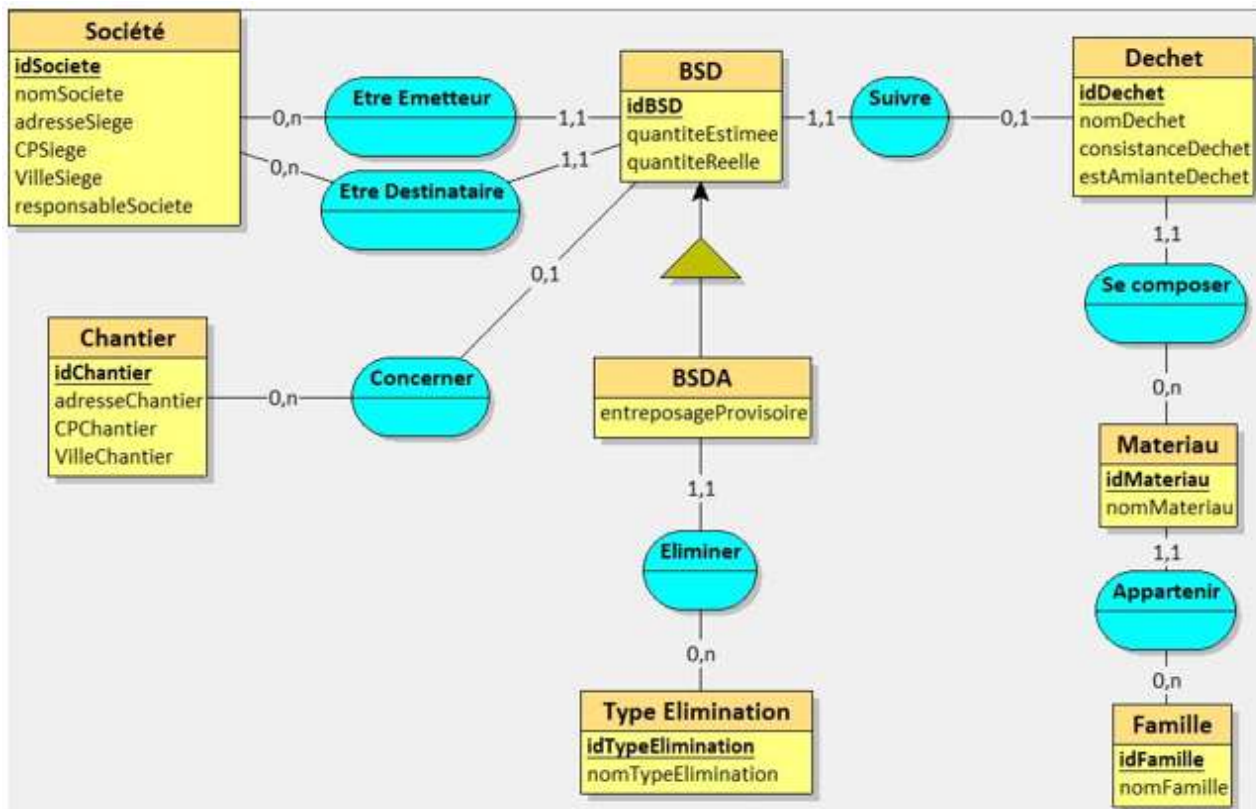 Société
idSociete
nomSociete
adresseSiege
CPSiege
VilleSiege
responsableSociete
0,n
Etre Emetteur
1,1
0,n
Etre Destinataire
1,1
BSD
idBSD
quantiteEstimee
quantiteReelle
1,1
Suivre
0,1
Dechet
idDechet
nomDechet
consistanceDechet
estAmianteDechet
1,1
Se composer
0,n
0,1
Chantier
idChantier
adresseChantier
CPChantier
VilleChantier
0,n
Concerner
BSDA
entreposageProvisoire
1,1
Eliminer
0,n
Type Elimination
idTypeElimination
nomTypeElimination
Materiau
idMateriau
nomMateriau
1,1
Appartenir
0,n
Famille
idFamille
nomFamille